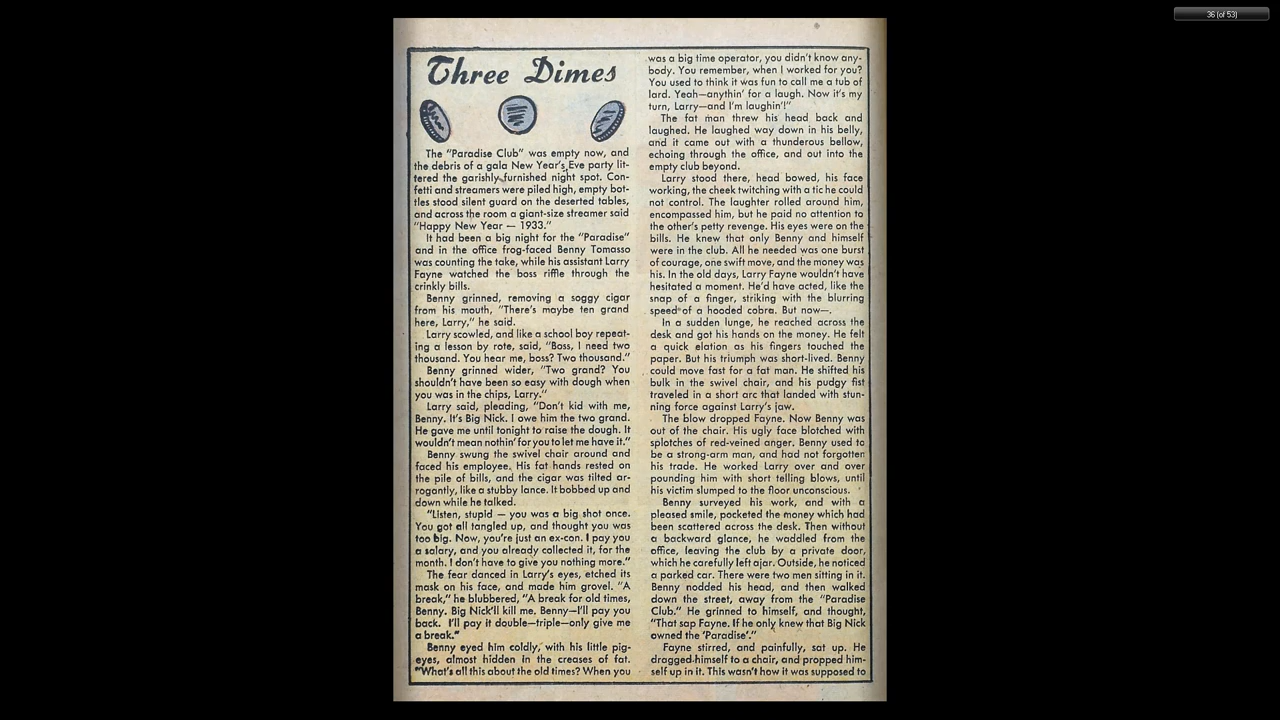 36 (of 53)
Three Dimes
The "Paradise Club" was empty now, and
the debris of a gala New Year's Eve party lit-
tered the garishly furnished night spot. Con-
fetti and streamers were piled high, empty bot-
tles stood silent guard on the deserted tables,
and across the room a giant-size streamer said
"Happy New Year — 1933."
It had been a big night for the "Paradise"
and in the office frog-faced Benny Tomasso
was counting the take, while his assistant Larry
Fayne watched the boss riffle through the
crinkly bills.
Benny grinned, removing a soggy cigar
from his mouth, "There's maybe ten grand
here, Larry," he said.
Larry scowled, and like a school boy repeat-
ing a lesson by rote, said, "Boss, I need two
thousand. You hear me, boss? Two thousand."
Benny grinned wider, "Two grand? You
shouldn't have been so easy with dough when
you was in the chips, Larry."
Larry said, pleading, "Don't kid with me,
Benny. It's Big Nick. I owe him the two grand.
He gave me until tonight to raise the dough. It
wouldn't mean nothin' for you to let me have it."
Benny swung the swivel chair around and
faced his employee. His fat hands rested on
the pile of bills, and the cigar was tilted ar-
rogantly, like a stubby lance. It bobbed up and
down while he talked.
"Listen, stupid — you was a big shot once.
You got all tangled up, and thought you was
too big. Now, you're just an ex-con. I pay you
a salary, and you already collected it, for the
month. I don't have to give you nothing more."
The fear danced in Larry's eyes, etched its
mask on his face, and made him grovel. "A
break," he blubbered, "A break for old times,
Benny. Big Nick'll kill me. Benny—I'll pay you
back. I'll pay it double—triple—only give me
a break."
Benny eyed him coldly, with his little pig-
eyes, almost hidden in the creases of fat.
"What's all this about the old times? When you
was a big time operator, you didn't know any-
body. You remember, when I worked for you?
You used to think it was fun to call me a tub of
lard. Yeah—anythin' for a laugh. Now it's my
turn, Larry—and I'm laughin'!"
The fat man threw his head back and
laughed. He laughed way down in his belly,
and it came out with a thunderous bellow,
echoing through the office, and out into the
empty club beyond.
Larry stood there, head bowed, his face
working, the cheek twitching with a tic he could
not control. The laughter rolled around him,
encompassed him, but he paid no attention to
the other's petty revenge. His eyes were on the
bills. He knew that only Benny and himself
were in the club. All he needed was one burst
of courage, one swift move, and the money was
his. In the old days, Larry Fayne wouldn't have
hesitated a moment. He'd have acted, like the
snap of a finger, striking with the blurring
speed of a hooded cobra. But now—.
In a sudden lunge, he reached across the
desk and got his hands on the money. He felt
a quick elation as his fingers touched the
paper. But his triumph was short-lived. Benny
could move fast for a fat man. He shifted his
bulk in the swivel chair, and his pudgy fist
traveled in a short arc that landed with stun-
ning force against Larry's jaw.
The blow dropped Fayne. Now Benny was
out of the chair. His ugly face blotched with
splotches of red-veined anger. Benny used to
be a strong-arm man, and had not forgotten
his trade. He worked Larry over and over
pounding him with short telling blows, until
his victim slumped to the floor unconscious.
Benny surveyed his work, and with a
pleased smile, pocketed the money which had
been scattered across the desk. Then without
a backward glance, he waddled from the
office, leaving the club by a private door,
which he carefully left ajar. Outside, he noticed
a parked car. There were two men sitting in it.
Benny nodded his head, and then walked
down the street, away from the "Paradise
Club." He grinned to himself, and thought,
"That sap Fayne. If he only knew that Big Nick
owned the 'Paradise'."
Fayne stirred, and painfully, sat up. He
dragged himself to a chair, and propped him-
self up in it. This wasn't how it was supposed to